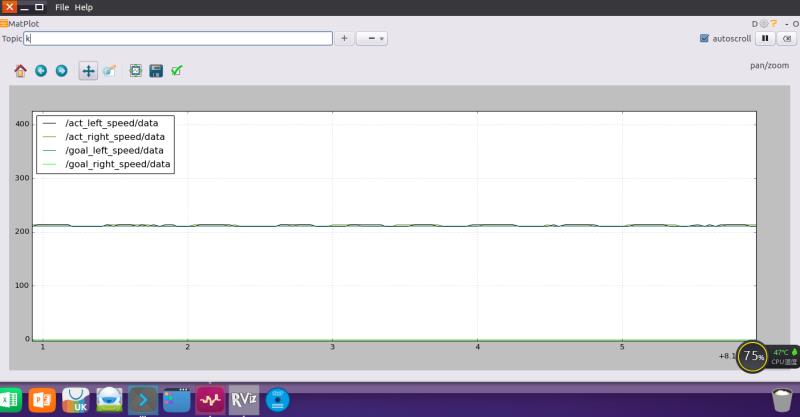 File Help
MatPlot
D ? - O
Topic k
+
autoscroll
pan/zoom
/act_left_speed/data
/act_right_speed/data
/goal_left_speed/data
/goal_right_speed/data
400
300
200
100
0
1 2 3 4 5
+8.1
75%
47℃
CPU温度
P
UK
RViz